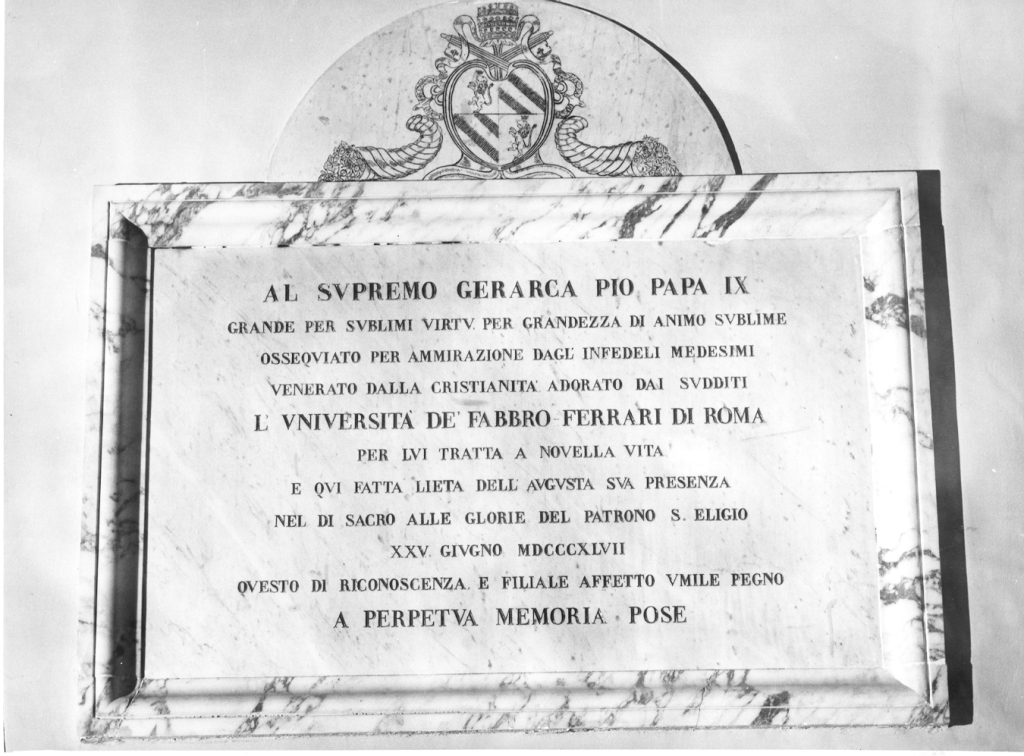 AL SVPREMO GERARCA PIO PAPA IX
GRANDE PER SVBLIMI VIRTV. PER GRANDEZZA DI ANIMO SVBLIME
OSSEQVIATO PER AMMIRAZIONE DAGL' INFEDELI MEDESIMI
VENERATO DALLA CRISTIANITA' ADORATO DAI SVDDITI
L' VNIVERSITA' DE' FABBRO-FERRARI DI ROMA
PER LVI TRATTA A NOVELLA VITA
E QVI FATTA LIETA DELL' AVGVSTA SVA PRESENZA
NEL DI SACRO ALLE GLORIE DEL PATRONO S. ELIGIO
XXV. GIVGNO MDCCCXLVII
QVESTO DI RICONOSCENZA E FILIALE AFFETTO VMILE PEGNO
A PERPETVA MEMORIA · POSE